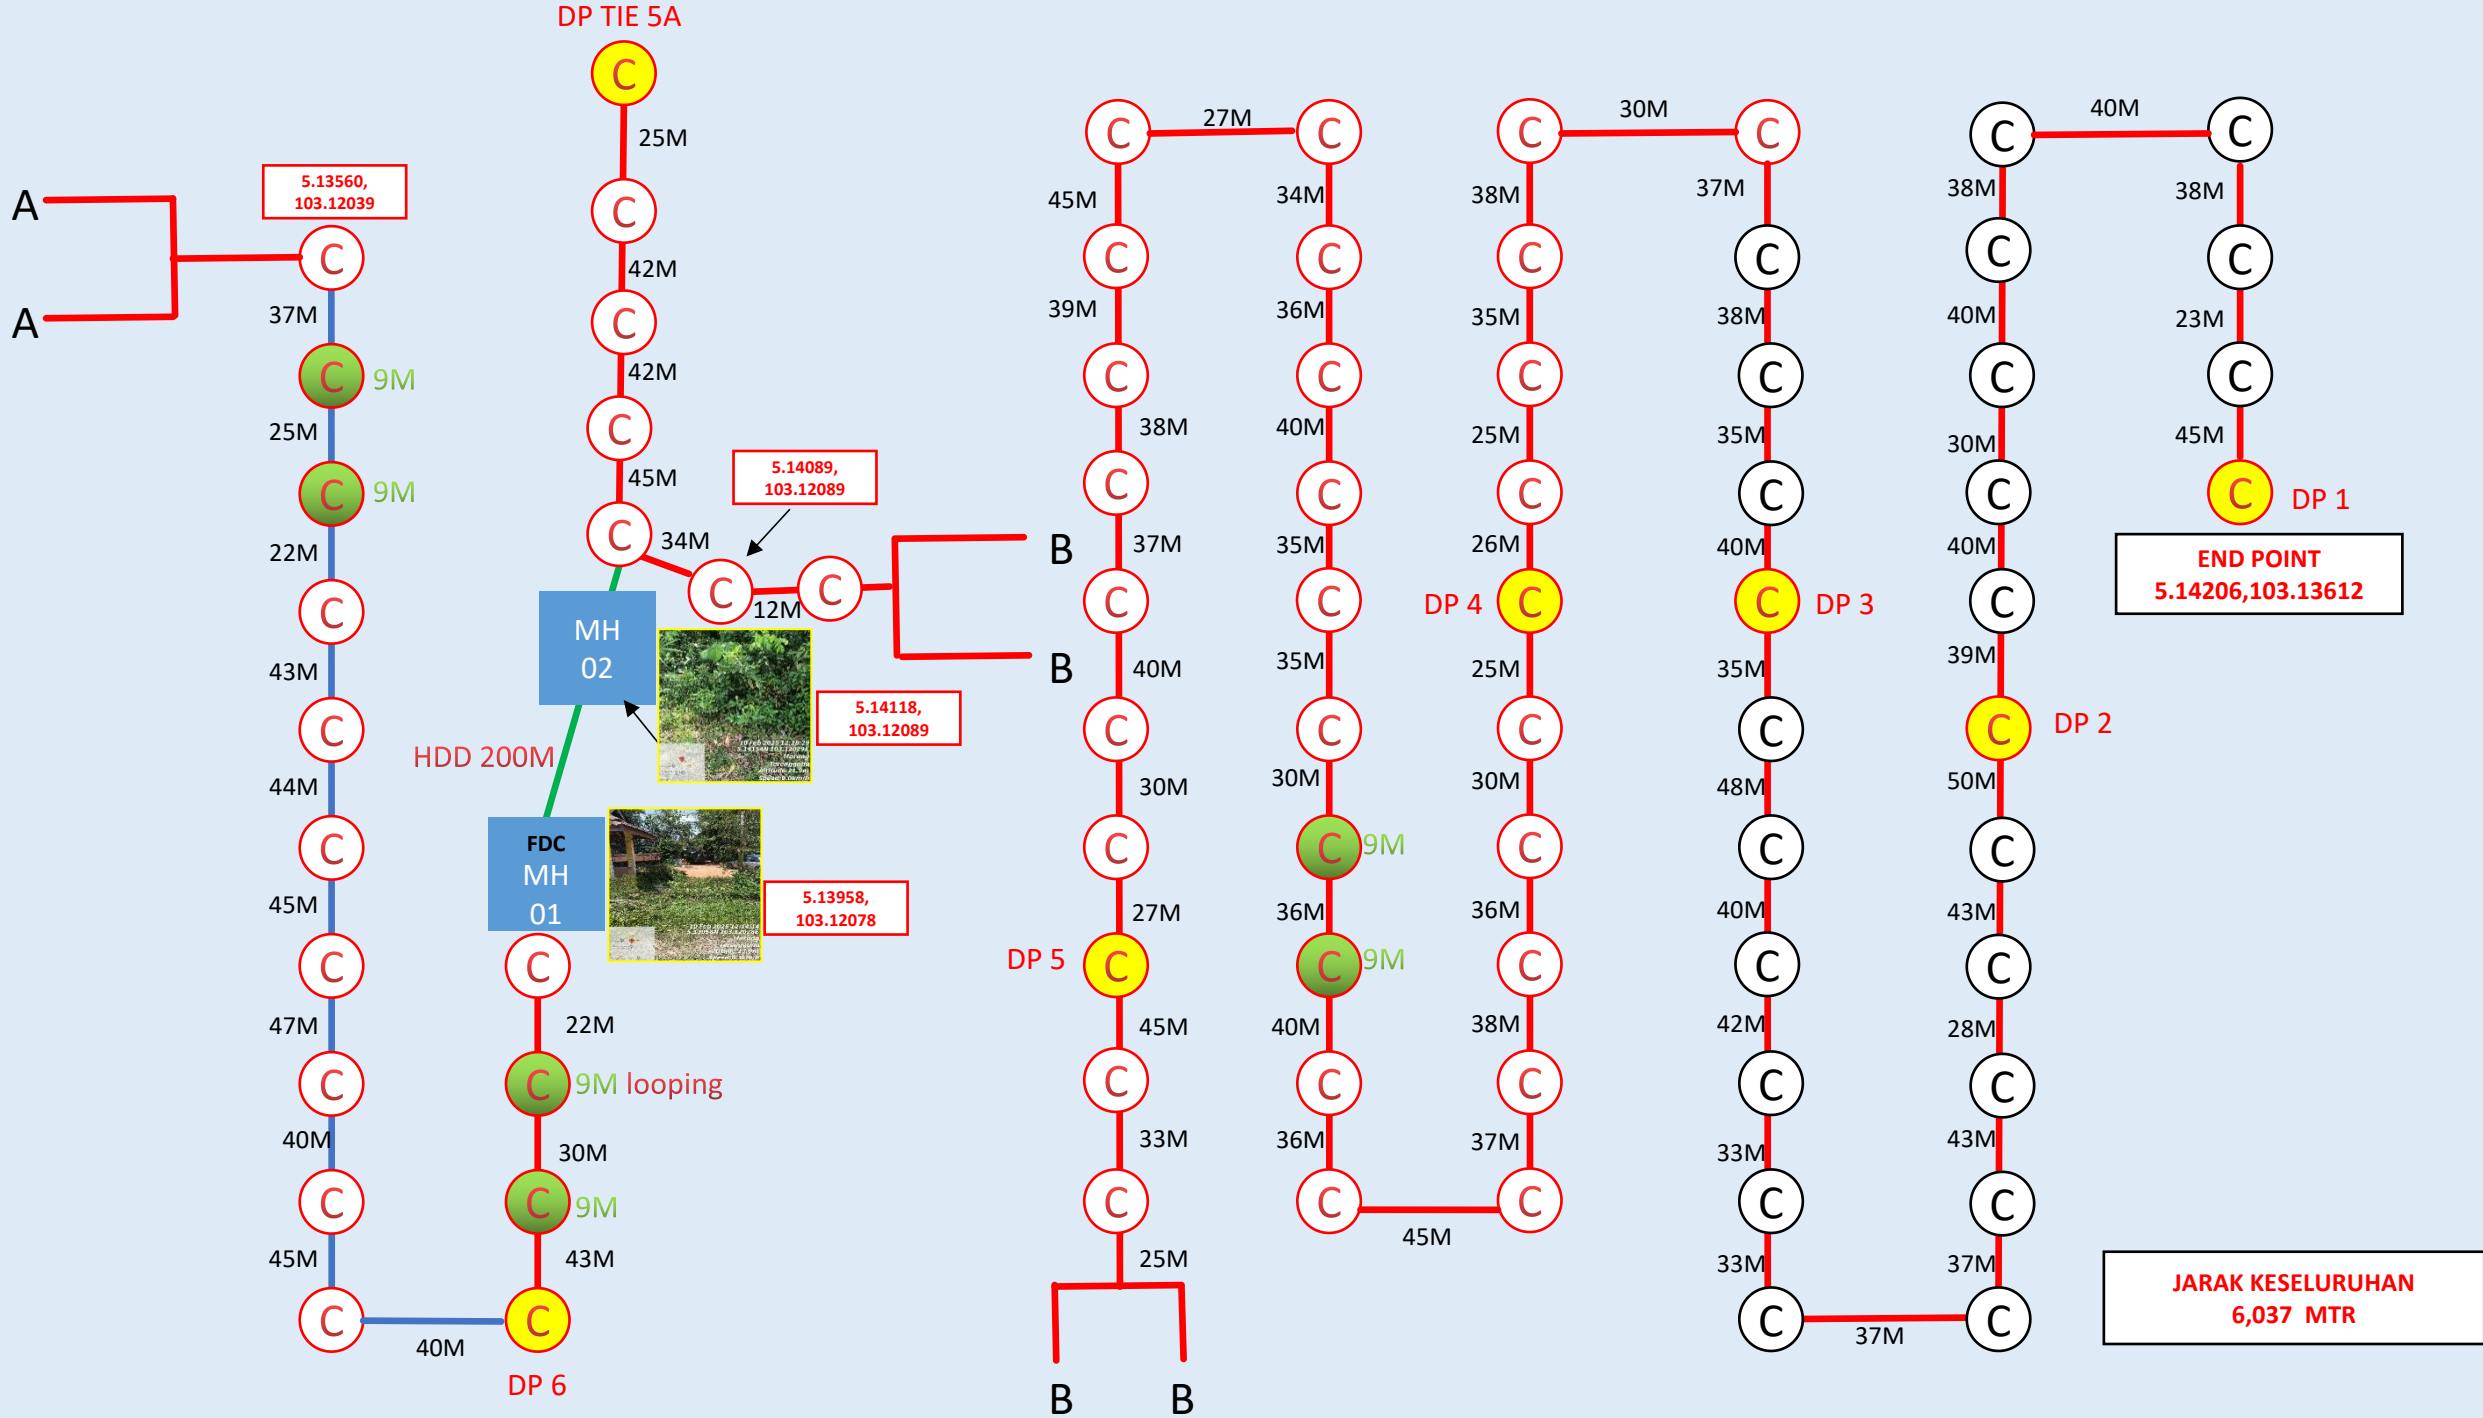 DP TIE 5A
C
25M
C
42M
C
42M
C
45M
C
34M
5.14089,
103.12089
C
12M
C
B
B
MH
02
5.14118,
103.12089
HDD 200M
FDC
MH
01
5.13958,
103.12078
A
A
5.13560,
103.12039
C
37M
C 9M
25M
C 9M
22M
C
43M
C
44M
C
45M
C
47M
C
40M
C
45M
C
40M
C
22M
C 9M looping
30M
C 9M
43M
C
DP 6
C
27M
45M
C
39M
C
38M
C
37M
C
40M
C
30M
C
27M
DP 5 C
45M
C
33M
C
25M
B B
C
34M
C
36M
C
40M
C
35M
C
35M
C
30M
C 9M
36M
C 9M
40M
C
36M
C
45M
C
30M
38M
C
35M
C
25M
C
26M
DP 4 C
25M
C
30M
C
36M
C
38M
C
37M
C
C
37M
C
38M
C
35M
C
40M
C DP 3
35M
C
48M
C
40M
C
42M
C
33M
C
33M
C
37M
C
40M
38M
C
40M
C
30M
C
40M
C
39M
C DP 2
50M
C
43M
C
28M
C
43M
C
37M
C
C
38M
C
23M
C
45M
C DP 1
END POINT
5.14206,103.13612
JARAK KESELURUHAN
6,037 MTR